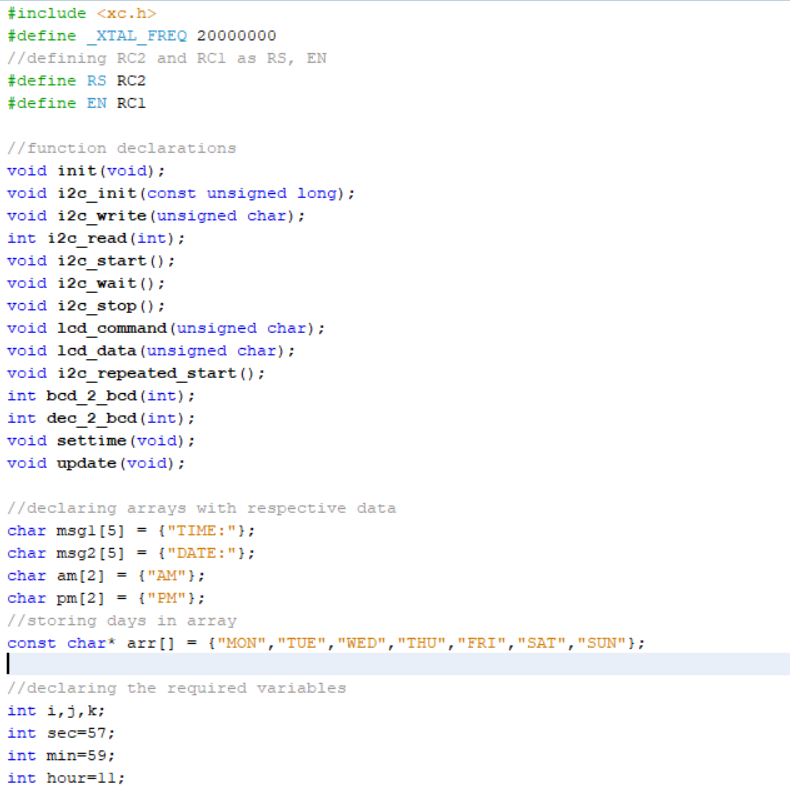 #include <xc.h>
#define _XTAL_FREQ 20000000
//defining RC2 and RC1 as RS, EN
#define RS RC2
#define EN RC1
//function declarations
void init(void);
void i2c_init(const unsigned long);
void i2c_write(unsigned char);
int i2c_read(int);
void i2c_start();
void i2c_wait();
void i2c_stop();
void lcd_command(unsigned char);
void lcd_data(unsigned char);
void i2c_repeated_start();
int bcd_2_bcd(int);
int dec_2_bcd(int);
void settime(void);
void update(void);
//declaring arrays with respective data
char msg1[5] = {"TIME:"};
char msg2[5] = {"DATE:"};
char am[2] = {"AM"};
char pm[2] = {"PM"};
//storing days in array
const char* arr[] = {"MON","TUE","WED","THU","FRI","SAT","SUN"};
//declaring the required variables
int i,j,k;
int sec=57;
int min=59;
int hour=11;